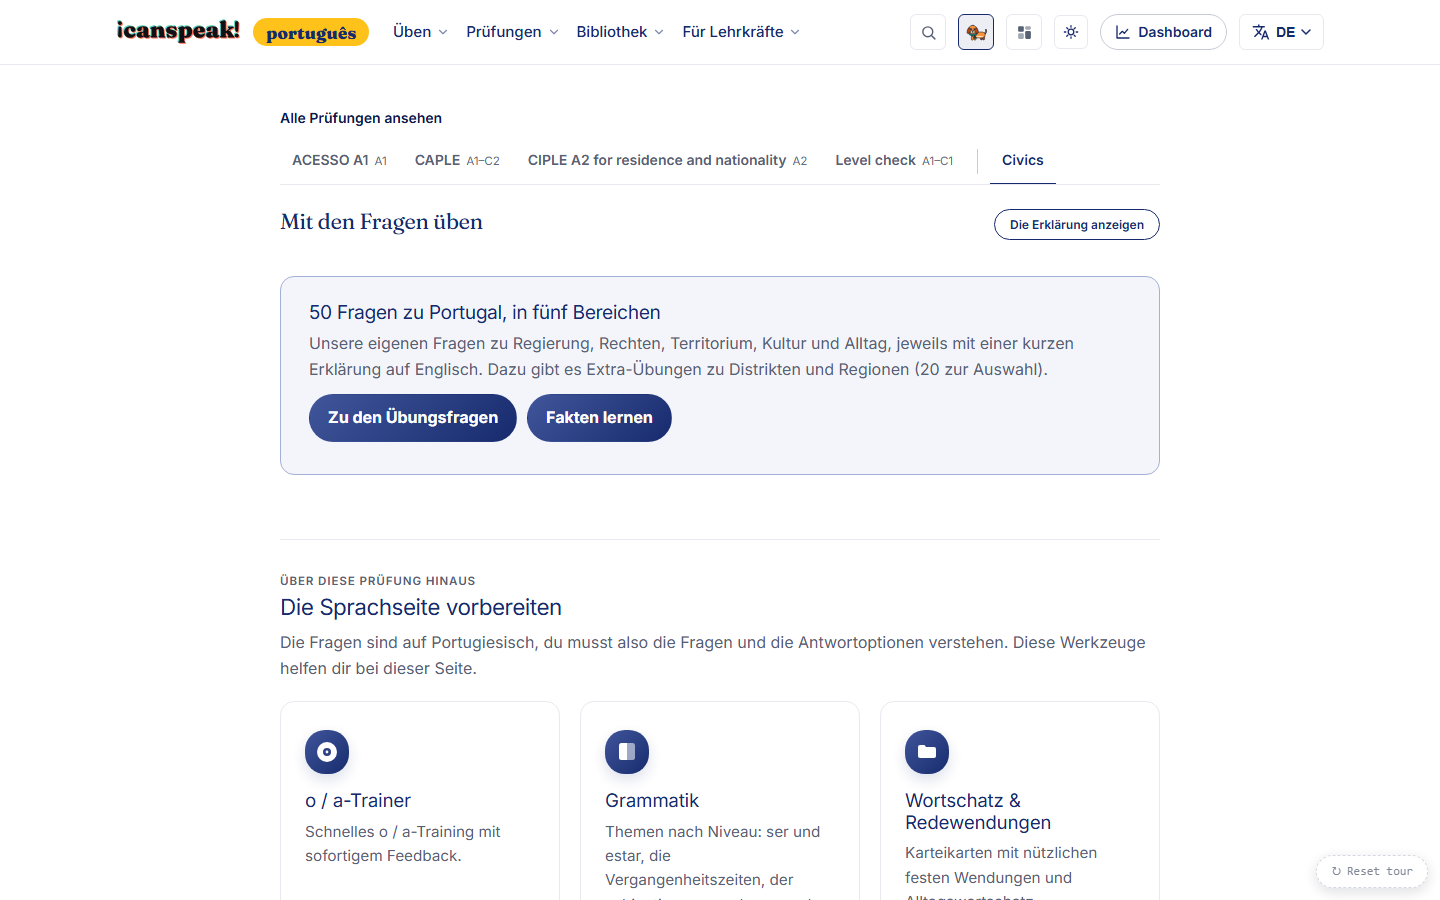 icanspeak!
português
Üben
Prüfungen
Bibliothek
Für Lehrkräfte
Dashboard
DE
Alle Prüfungen ansehen
ACESSO A1 A1
CAPLE A1–C2
CIPLE A2 for residence and nationality A2
Level check A1–C1
Civics
Mit den Fragen üben
Die Erklärung anzeigen
50 Fragen zu Portugal, in fünf Bereichen
Unsere eigenen Fragen zu Regierung, Rechten, Territorium, Kultur und Alltag, jeweils mit einer kurzen
Erklärung auf Englisch. Dazu gibt es Extra-Übungen zu Distrikten und Regionen (20 zur Auswahl).
Zu den Übungsfragen
Fakten lernen
ÜBER DIESE PRÜFUNG HINAUS
Die Sprachseite vorbereiten
Die Fragen sind auf Portugiesisch, du musst also die Fragen und die Antwortoptionen verstehen. Diese Werkzeuge
helfen dir bei dieser Seite.
o / a-Trainer
Schnelles o / a-Training mit
sofortigem Feedback.
Grammatik
Themen nach Niveau: ser und
estar, die
Vergangenheitszeiten, der
Wortschatz &
Redewendungen
Karteikarten mit nützlichen
festen Wendungen und
↻ Reset tour